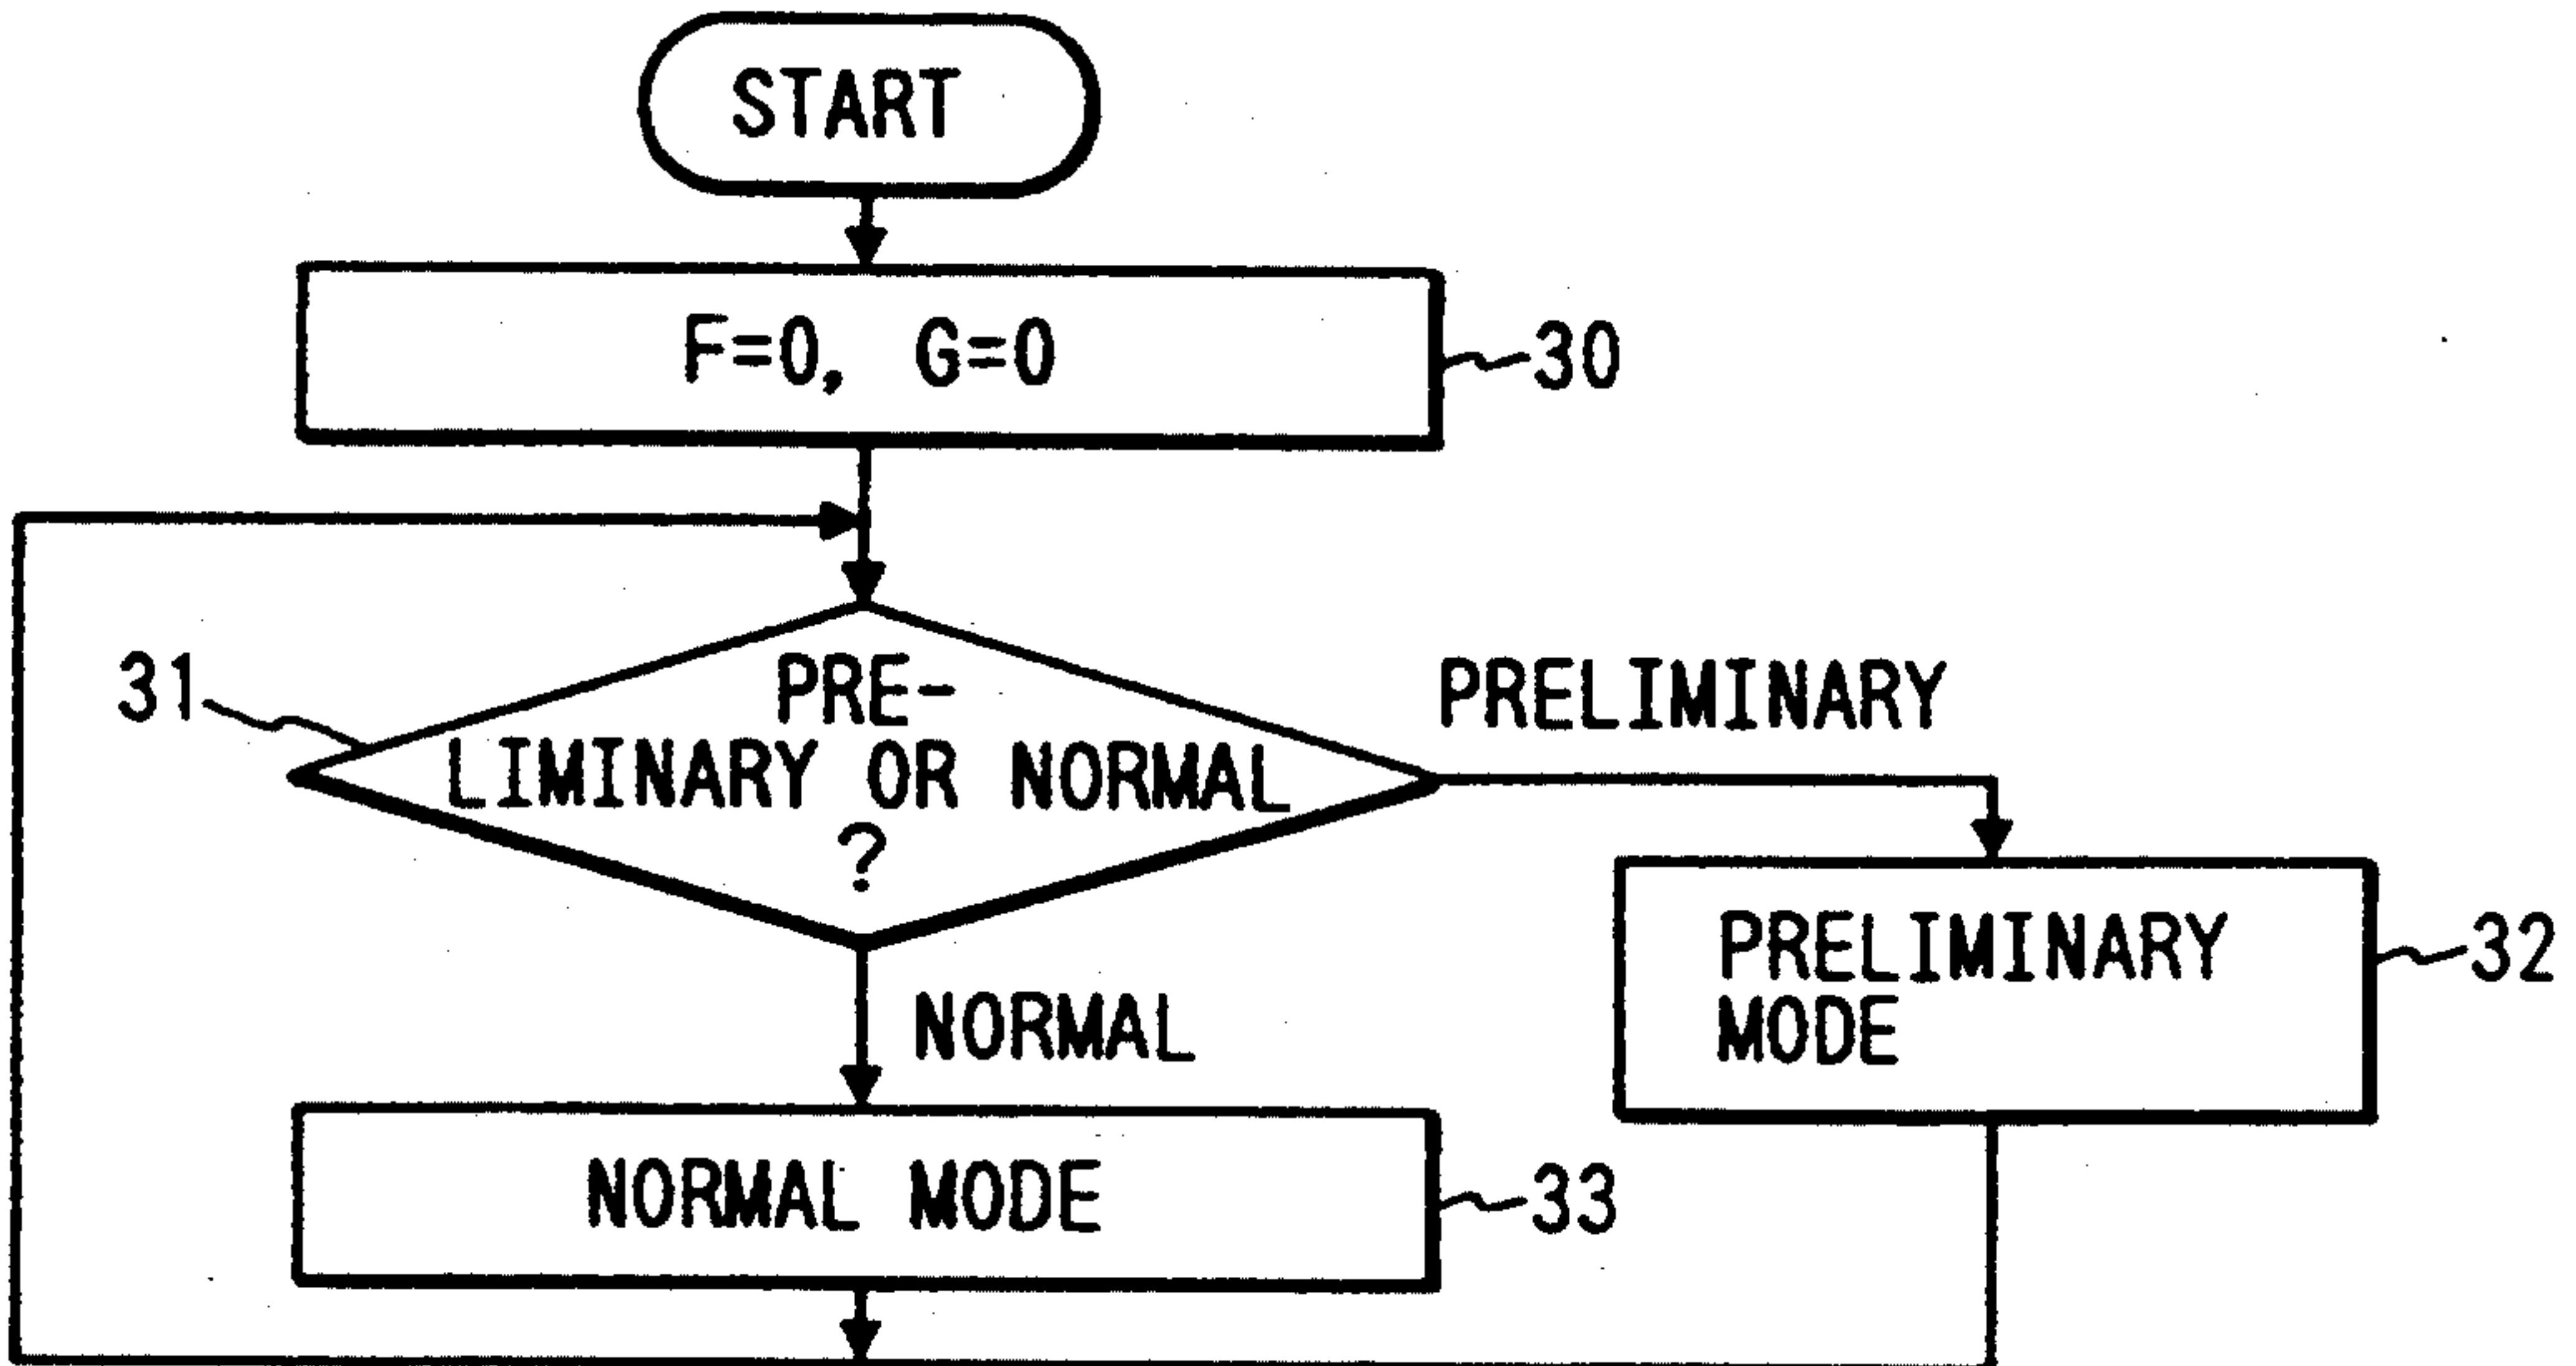 START
F=0, G=0
30
31
PRE-
LIMINARY OR NORMAL
?
PRELIMINARY
PRELIMINARY
MODE
32
NORMAL
NORMAL MODE
33